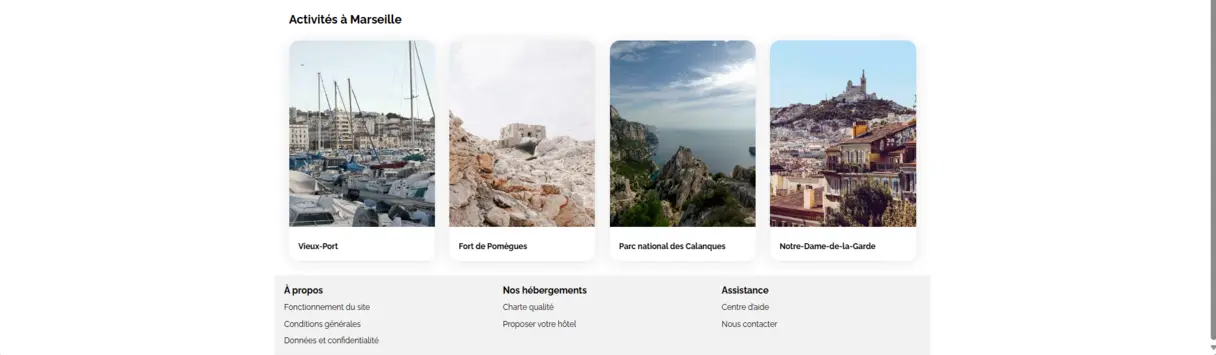 Activités à Marseille
Vieux-Port
Fort de Pomègues
Parc national des Calanques
Notre-Dame-de-la-Garde
À propos
Fonctionnement du site
Conditions générales
Données et confidentialité
Nos hébergements
Charte qualité
Proposer votre hôtel
Assistance
Centre d'aide
Nous contacter